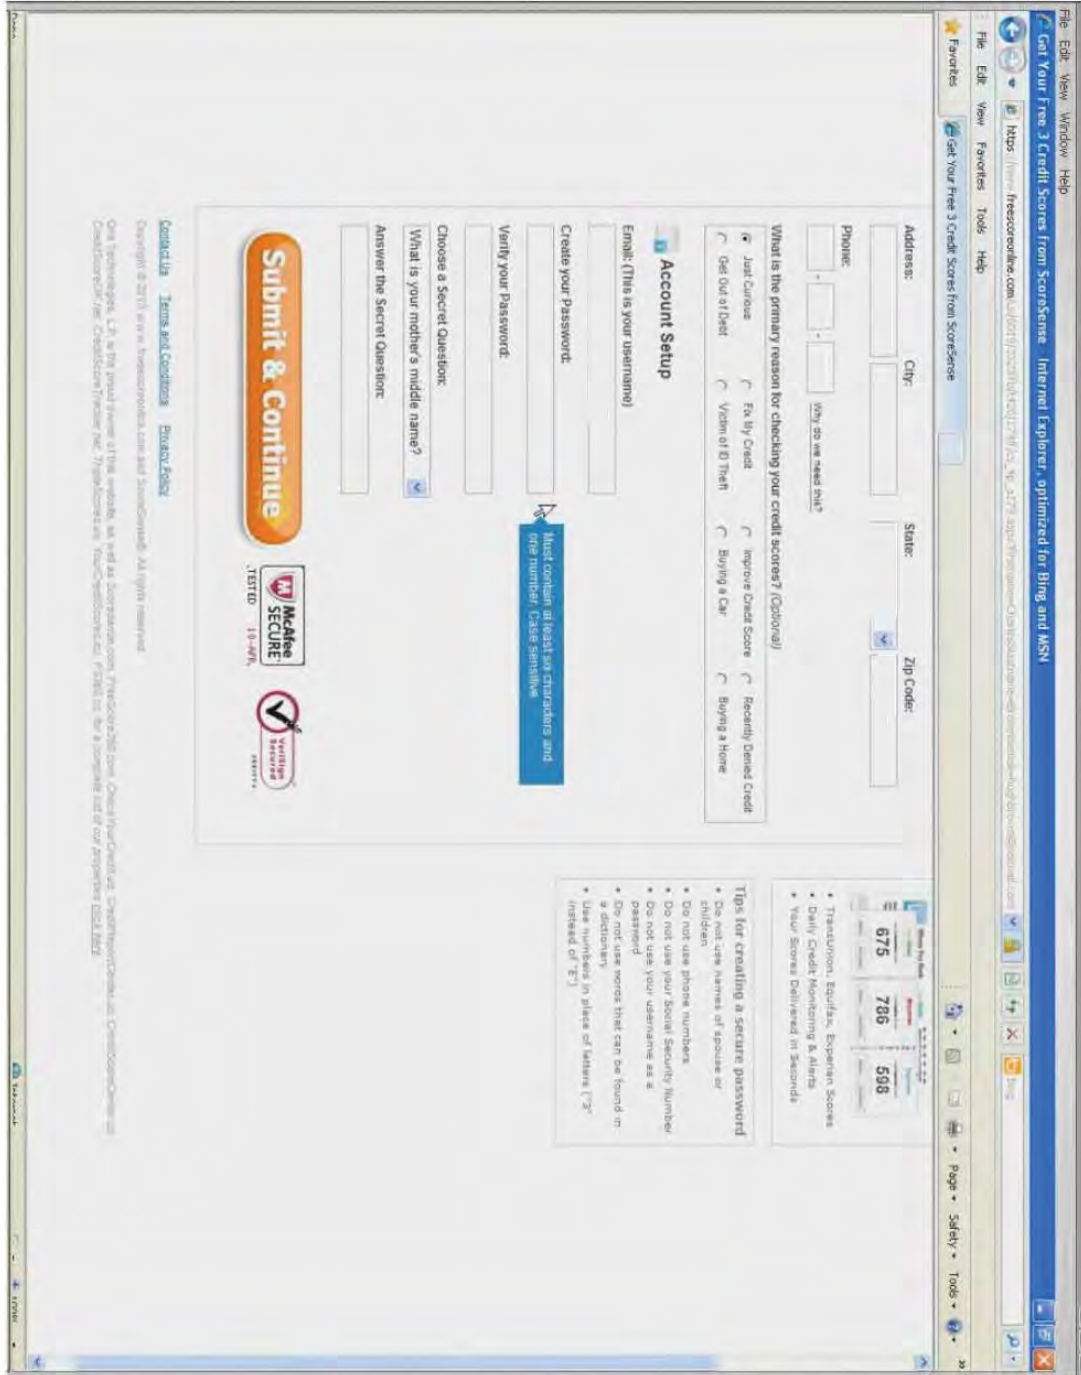 File Edit View Window Help
Get Your Free 3 Credit Scores from ScoreSense Internet Explorer, optimized for Bing and MSN
https freescoreonline.com
File Edit View Favorites Tools Help
Favorites Get Your Free 3 Credit Scores from ScoreSense Page Safety Tools
Address: City: State: Zip Code:
Phone:
- - Why do we need this?
What is the primary reason for checking your credit scores? (Optional)
Just Curious Fix My Credit Improve Credit Score Recently Denied Credit
Get Out of Debt Victim of ID Theft Buying a Car Buying a Home
Account Setup
Email: (This is your username)
Create your Password:
Must contain at least six characters and
one number. Case sensitive
Verify your Password:
Choose a Secret Question:
What is your mother's middle name?
Answer the Secret Question:
Submit & Continue
McAfee
SECURE
TESTED 10-APR
VeriSign
Secured
675 786 598
• TransUnion, Equifax, Experian Scores
• Daily Credit Monitoring & Alerts
• Your Scores Delivered in Seconds
Tips for creating a secure password
• Do not use names of spouse or
children
• Do not use phone numbers
• Do not use your Social Security Number
• Do not use your username as a
password
• Do not use words that can be found in
a dictionary
• Use numbers in place of letters ("3"
instead of "E")
Contact Us Terms and Conditions Privacy Policy